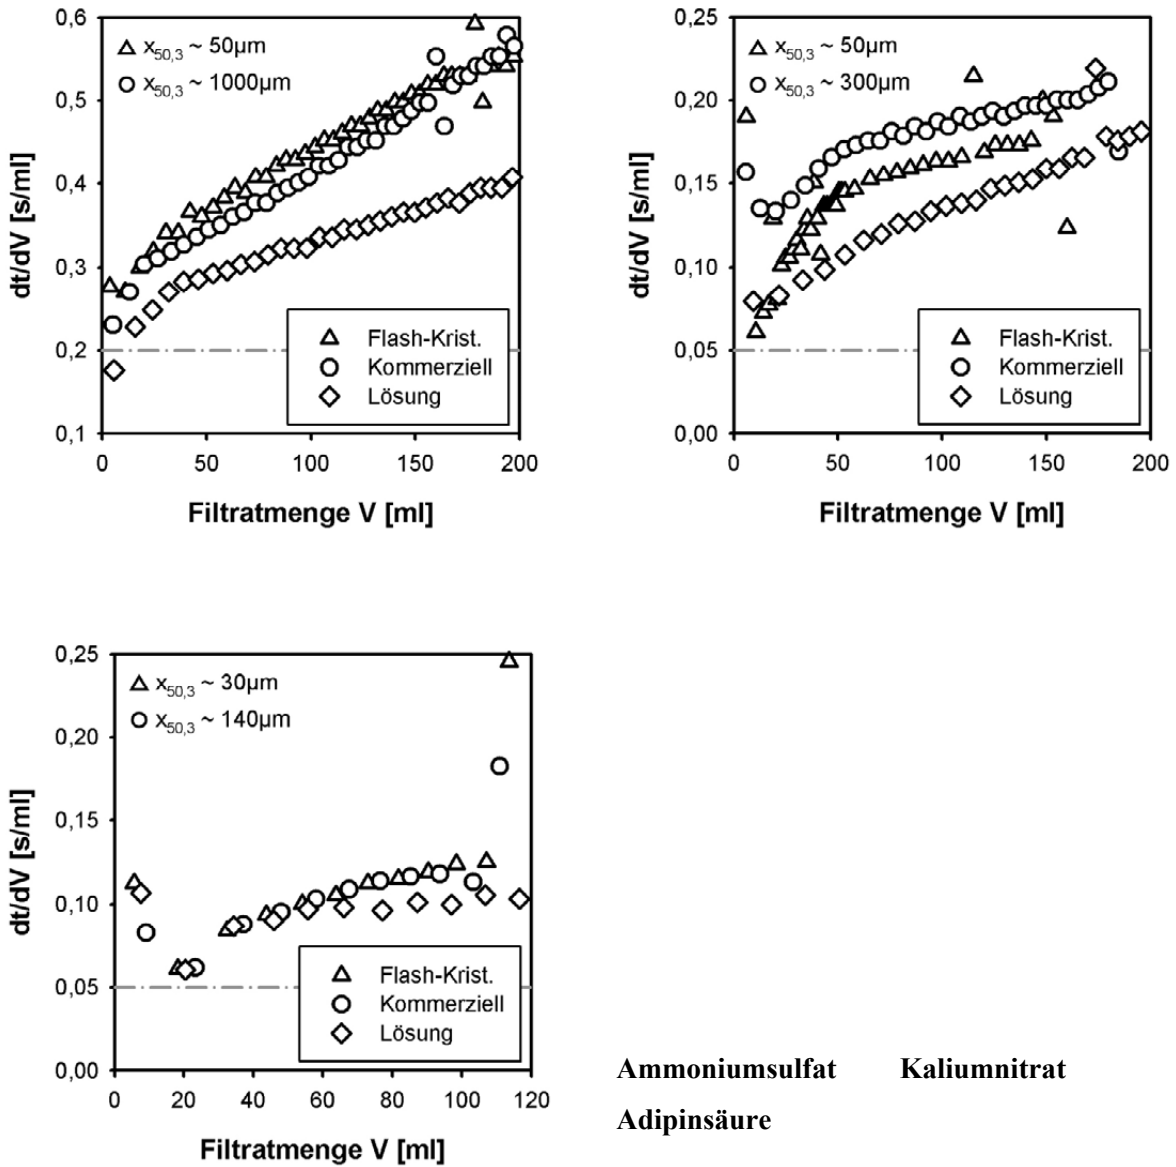 △ x50,3 ~ 50µm
○ x50,3 ~ 1000µm
dt/dV [s/ml]
0,6
0,5
0,4
0,3
0,2
0,1
△ Flash-Krist.
○ Kommerziell
◇ Lösung
0 50 100 150 200
Filtratmenge V [ml]
△ x50,3 ~ 50µm
○ x50,3 ~ 300µm
dt/dV [s/ml]
0,25
0,20
0,15
0,10
0,05
0,00
△ Flash-Krist.
○ Kommerziell
◇ Lösung
0 50 100 150 200
Filtratmenge V [ml]
△ x50,3 ~ 30µm
○ x50,3 ~ 140µm
dt/dV [s/ml]
0,25
0,20
0,15
0,10
0,05
0,00
△ Flash-Krist.
○ Kommerziell
◇ Lösung
0 20 40 60 80 100 120
Filtratmenge V [ml]
Ammoniumsulfat Kaliumnitrat
Adipinsäure